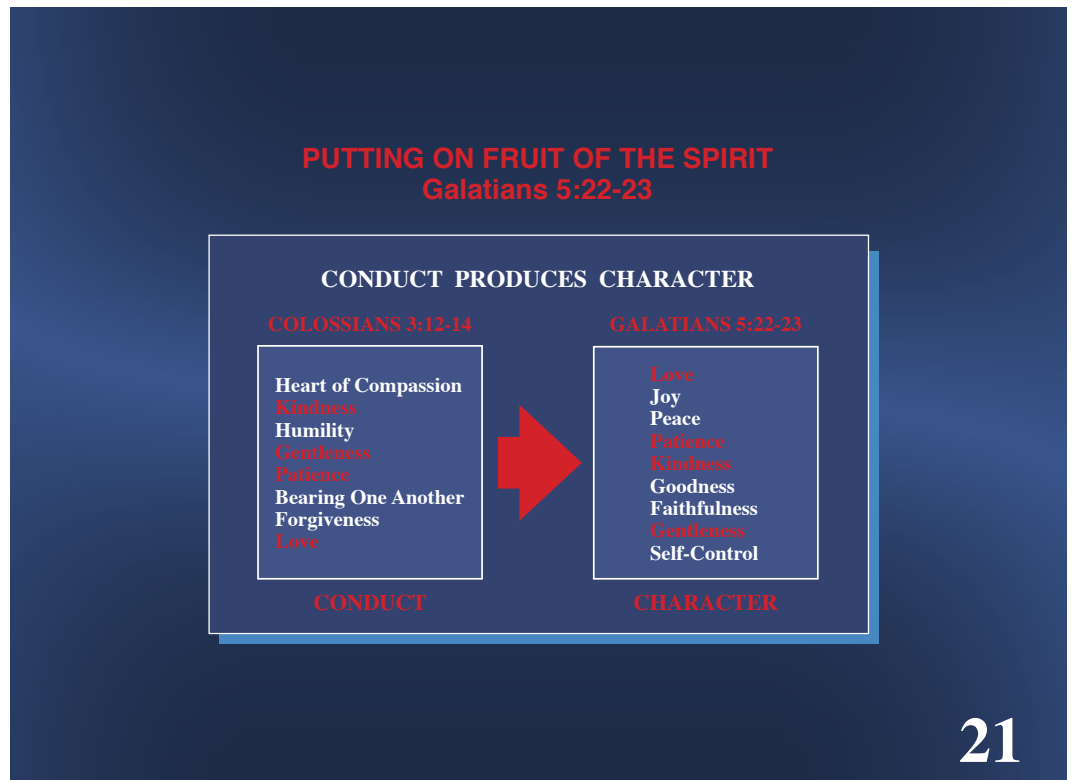 PUTTING ON FRUIT OF THE SPIRIT
Galatians 5:22-23
CONDUCT PRODUCES CHARACTER
COLOSSIANS 3:12-14
Heart of Compassion
Kindness
Humility
Gentleness
Patience
Bearing One Another
Forgiveness
Love
CONDUCT
GALATIANS 5:22-23
Love
Joy
Peace
Patience
Kindness
Goodness
Faithfulness
Gentleness
Self-Control
CHARACTER
21